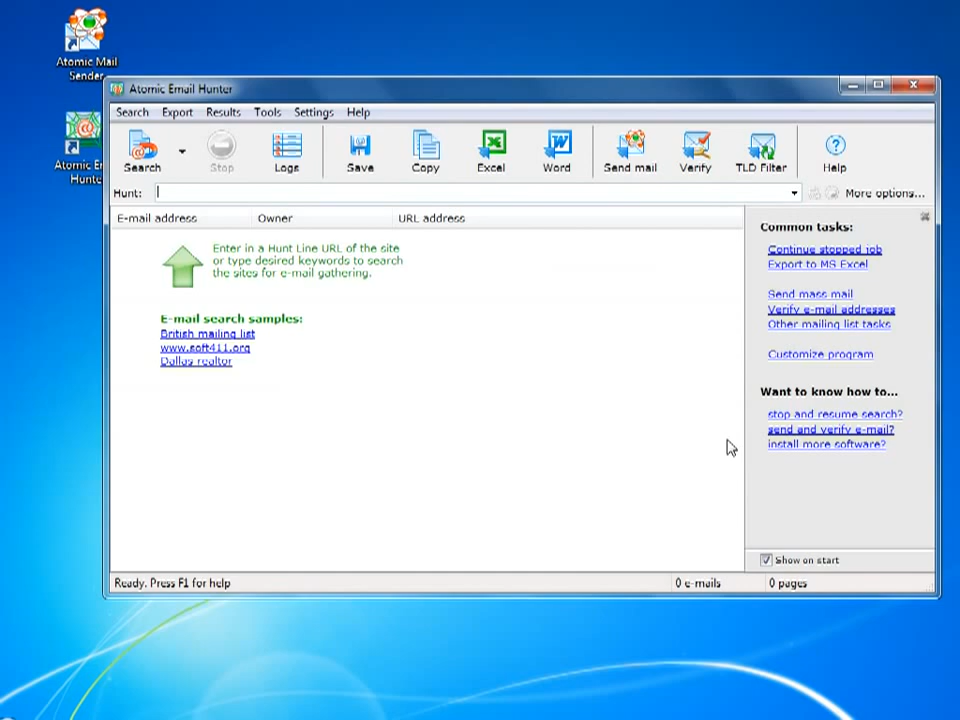 Atomic Mail
Sender
Atomic Email Hunter
Atomic E
Hunte
Search Export Results Tools Settings Help
Search Stop Logs Save Copy Excel Word Send mail Verify TLD Filter Help
Hunt: More options...
E-mail address Owner URL address
Enter in a Hunt Line URL of the site
or type desired keywords to search
the sites for e-mail gathering.
E-mail search samples:
British mailing list
www.soft411.org
Dallas realtor
Common tasks:
Continue stopped job
Export to MS Excel
Send mass mail
Verify e-mail addresses
Other mailing list tasks
Customize program
Want to know how to...
stop and resume search?
send and verify e-mail?
install more software?
Show on start
Ready. Press F1 for help 0 e-mails 0 pages